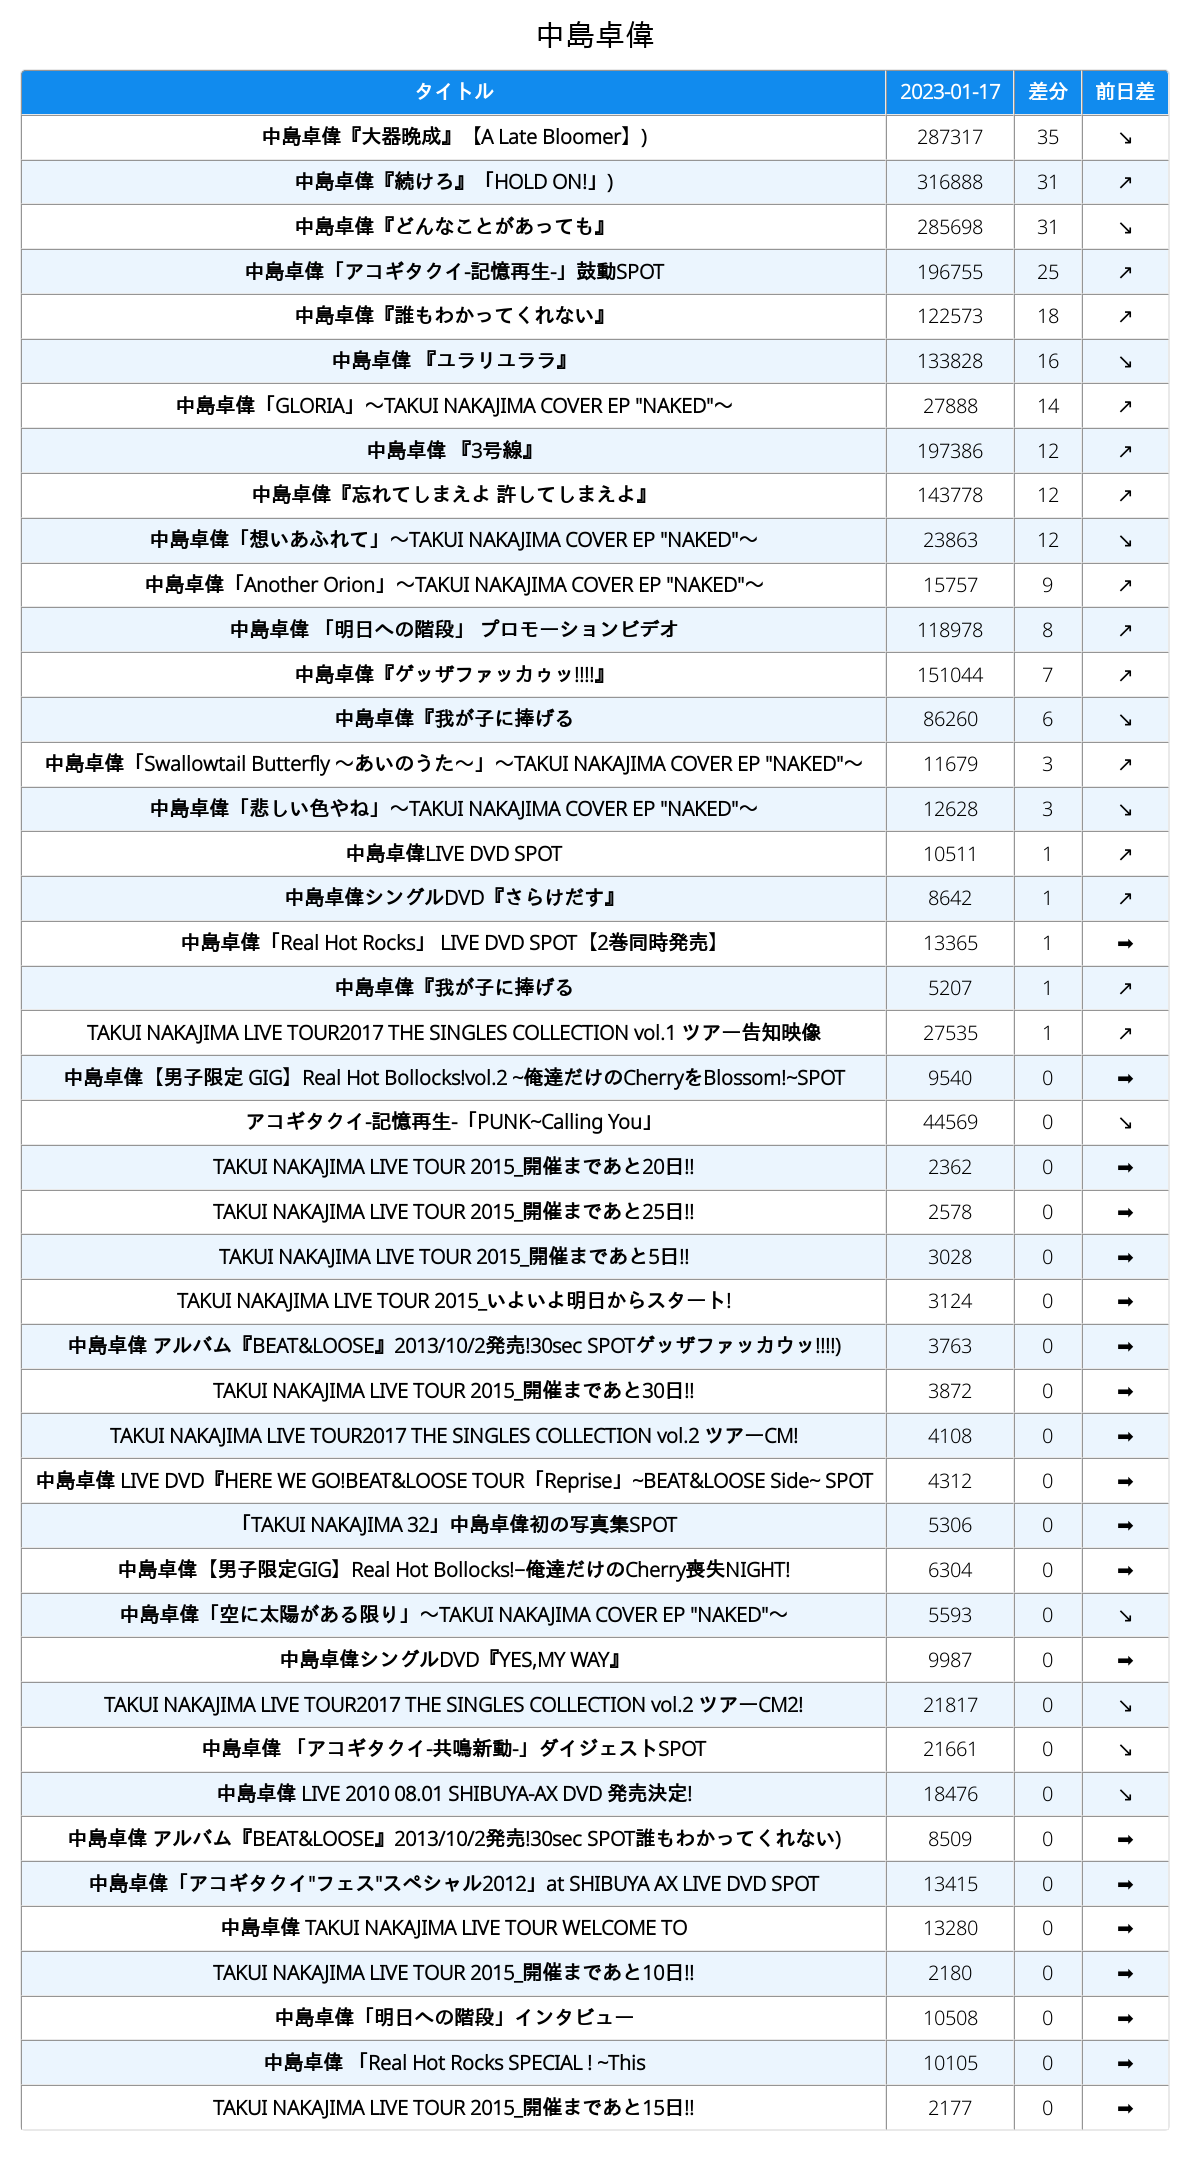 中島卓偉
タイトル 2023-01-17 差分 前日差
中島卓偉『大器晩成』【A Late Bloomer】) 287317 35 ↘
中島卓偉『続けろ』「HOLD ON!」) 316888 31 ↗
中島卓偉『どんなことがあっても』 285698 31 ↘
中島卓偉「アコギタクイ-記憶再生-」鼓動SPOT 196755 25 ↗
中島卓偉『誰もわかってくれない』 122573 18 ↗
中島卓偉 『ユラリユララ』 133828 16 ↘
中島卓偉「GLORIA」～TAKUI NAKAJIMA COVER EP "NAKED"～ 27888 14 ↗
中島卓偉 『3号線』 197386 12 ↗
中島卓偉『忘れてしまえよ 許してしまえよ』 143778 12 ↗
中島卓偉「想いあふれて」～TAKUI NAKAJIMA COVER EP "NAKED"～ 23863 12 ↘
中島卓偉「Another Orion」～TAKUI NAKAJIMA COVER EP "NAKED"～ 15757 9 ↗
中島卓偉 「明日への階段」 プロモーションビデオ 118978 8 ↗
中島卓偉『ゲッザファッカゥッ!!!!』 151044 7 ↗
中島卓偉『我が子に捧げる 86260 6 ↘
中島卓偉「Swallowtail Butterfly ～あいのうた～」～TAKUI NAKAJIMA COVER EP "NAKED"～ 11679 3 ↗
中島卓偉「悲しい色やね」～TAKUI NAKAJIMA COVER EP "NAKED"～ 12628 3 ↘
中島卓偉LIVE DVD SPOT 10511 1 ↗
中島卓偉シングルDVD『さらけだす』 8642 1 ↗
中島卓偉「Real Hot Rocks」 LIVE DVD SPOT【2巻同時発売】 13365 1 ➡
中島卓偉『我が子に捧げる 5207 1 ↗
TAKUI NAKAJIMA LIVE TOUR2017 THE SINGLES COLLECTION vol.1 ツアー告知映像 27535 1 ↗
中島卓偉【男子限定 GIG】Real Hot Bollocks!vol.2 ~俺達だけのCherryをBlossom!~SPOT 9540 0 ➡
アコギタクイ-記憶再生-「PUNK~Calling You」 44569 0 ↘
TAKUI NAKAJIMA LIVE TOUR 2015_開催まであと20日!! 2362 0 ➡
TAKUI NAKAJIMA LIVE TOUR 2015_開催まであと25日!! 2578 0 ➡
TAKUI NAKAJIMA LIVE TOUR 2015_開催まであと5日!! 3028 0 ➡
TAKUI NAKAJIMA LIVE TOUR 2015_いよいよ明日からスタート! 3124 0 ➡
中島卓偉 アルバム『BEAT&LOOSE』2013/10/2発売!30sec SPOTゲッザファッカウッ!!!!) 3763 0 ➡
TAKUI NAKAJIMA LIVE TOUR 2015_開催まであと30日!! 3872 0 ➡
TAKUI NAKAJIMA LIVE TOUR2017 THE SINGLES COLLECTION vol.2 ツアーCM! 4108 0 ➡
中島卓偉 LIVE DVD『HERE WE GO!BEAT&LOOSE TOUR「Reprise」~BEAT&LOOSE Side~ SPOT 4312 0 ➡
「TAKUI NAKAJIMA 32」中島卓偉初の写真集SPOT 5306 0 ➡
中島卓偉【男子限定GIG】Real Hot Bollocks!−俺達だけのCherry喪失NIGHT! 6304 0 ➡
中島卓偉「空に太陽がある限り」～TAKUI NAKAJIMA COVER EP "NAKED"～ 5593 0 ↘
中島卓偉シングルDVD『YES,MY WAY』 9987 0 ➡
TAKUI NAKAJIMA LIVE TOUR2017 THE SINGLES COLLECTION vol.2 ツアーCM2! 21817 0 ↘
中島卓偉 「アコギタクイ-共鳴新動-」ダイジェストSPOT 21661 0 ↘
中島卓偉 LIVE 2010 08.01 SHIBUYA-AX DVD 発売決定! 18476 0 ↘
中島卓偉 アルバム『BEAT&LOOSE』2013/10/2発売!30sec SPOT誰もわかってくれない) 8509 0 ➡
中島卓偉「アコギタクイ"フェス"スペシャル2012」at SHIBUYA AX LIVE DVD SPOT 13415 0 ➡
中島卓偉 TAKUI NAKAJIMA LIVE TOUR WELCOME TO 13280 0 ➡
TAKUI NAKAJIMA LIVE TOUR 2015_開催まであと10日!! 2180 0 ➡
中島卓偉「明日への階段」インタビュー 10508 0 ➡
中島卓偉 「Real Hot Rocks SPECIAL ! ~This 10105 0 ➡
TAKUI NAKAJIMA LIVE TOUR 2015_開催まであと15日!! 2177 0 ➡